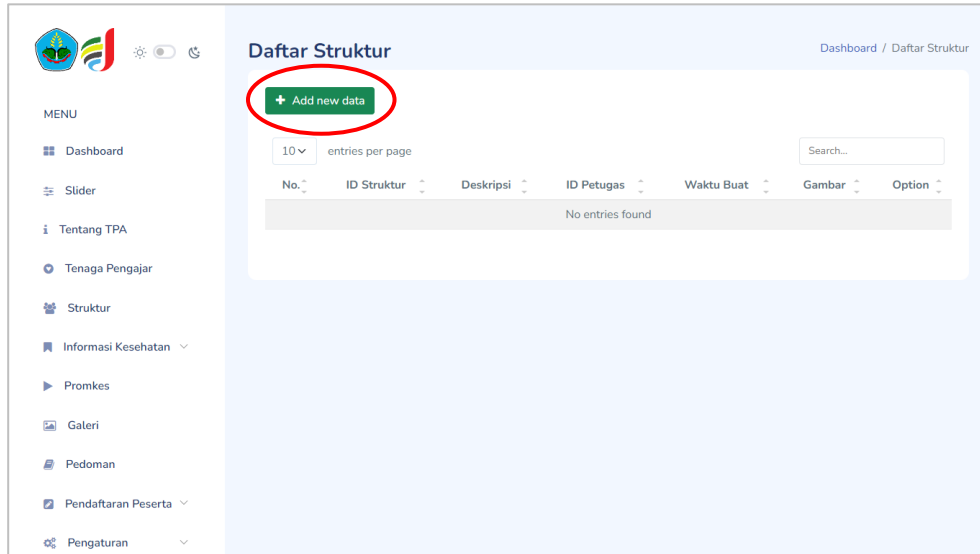 Daftar Struktur
Dashboard / Daftar Struktur
+ Add new data
MENU
Dashboard
Slider
Tentang TPA
Tenaga Pengajar
Struktur
Informasi Kesehatan
Promkes
Galeri
Pedoman
Pendaftaran Peserta
Pengaturan
10 entries per page
Search...
No. ID Struktur Deskripsi ID Petugas Waktu Buat Gambar Option
No entries found